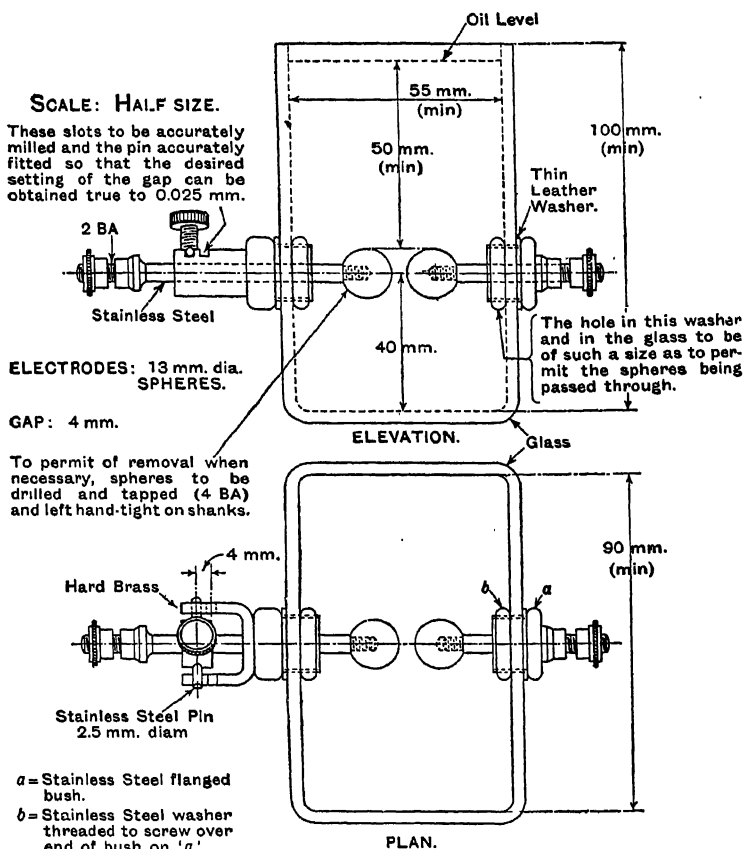 Oil Level
SCALE: HALF SIZE.
These slots to be accurately
milled and the pin accurately
fitted so that the desired
setting of the gap can be
obtained true to 0.025 mm.
55 mm.
(min)
50 mm.
(min)
100 mm.
(min)
Thin
Leather
Washer.
2 BA
Stainless Steel
The hole in this washer
and in the glass to be
of such a size as to per-
mit the spheres being
passed through.
40 mm.
ELECTRODES: 13 mm. dia.
SPHERES.
GAP: 4 mm.
ELEVATION.
Glass
To permit of removal when
necessary, spheres to be
drilled and tapped (4 BA)
and left hand-tight on shanks.
4 mm.
90 mm.
(min)
Hard Brass
b
a
Stainless Steel Pin
2.5 mm. diam
a = Stainless Steel flanged
bush.
b = Stainless Steel washer
threaded to screw over
end of bush on 'a'
PLAN.